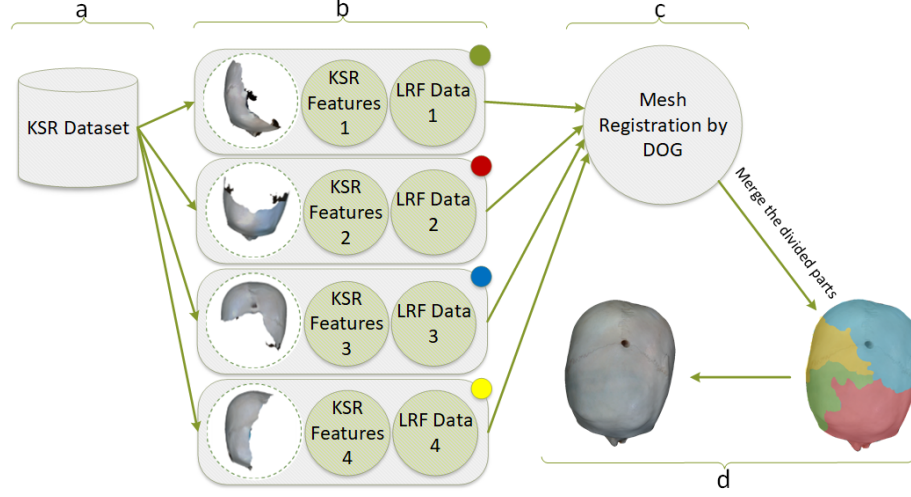 a
b
c
KSR Dataset
KSR
Features
1
LRF Data
1
KSR
Features
2
LRF Data
2
KSR
Features
3
LRF Data
3
KSR
Features
4
LRF Data
4
Mesh
Registration by
DOG
Merge the divided parts
d